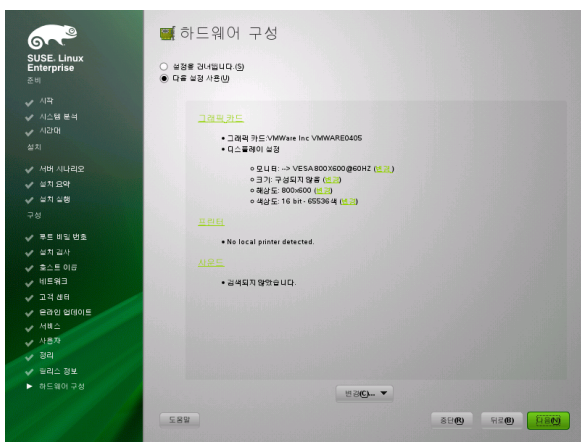 SUSE. Linux
Enterprise
준비
시작
시스템 분석
시간대
설치
서버 시나리오
설치 요약
설치 실행
구성
루트 비밀 번호
설치 검사
호스트 이름
네트워크
고객 센터
온라인 업데이트
서비스
사용자
정리
릴리스 정보
하드웨어 구성
하드웨어 구성
설정을 건너뜁니다.(S)
다음 설정 사용(U)
그래픽 카드
• 그래픽 카드:VMWare Inc VMWARE0405
• 디스플레이 설정
모니터: --> VESA800X600@60HZ (변경)
크기: 구성되지 않음 (변경)
해상도: 800x600 (변경)
색상도: 16 bit - 65536 색 (변경)
프린터
• No local printer detected.
사운드
• 검색되지 않았습니다.
변경(C)...
도움말
중단(R)
뒤로(B)
다음(N)